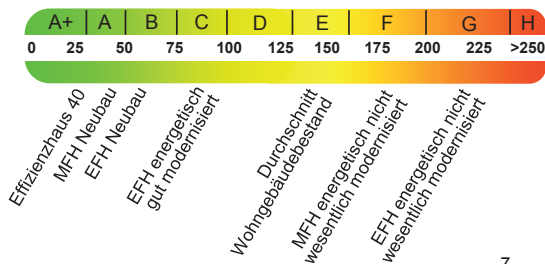 A+ A B C D E F G H
0 25 50 75 100 125 150 175 200 225 >250
Effizienzhaus 40
MFH Neubau
EFH Neubau
EFH energetisch
gut modernisiert
Durchschnitt
Wohngebäudebestand
MFH energetisch nicht
wesentlich modernisiert
EFH energetisch nicht
wesentlich modernisiert